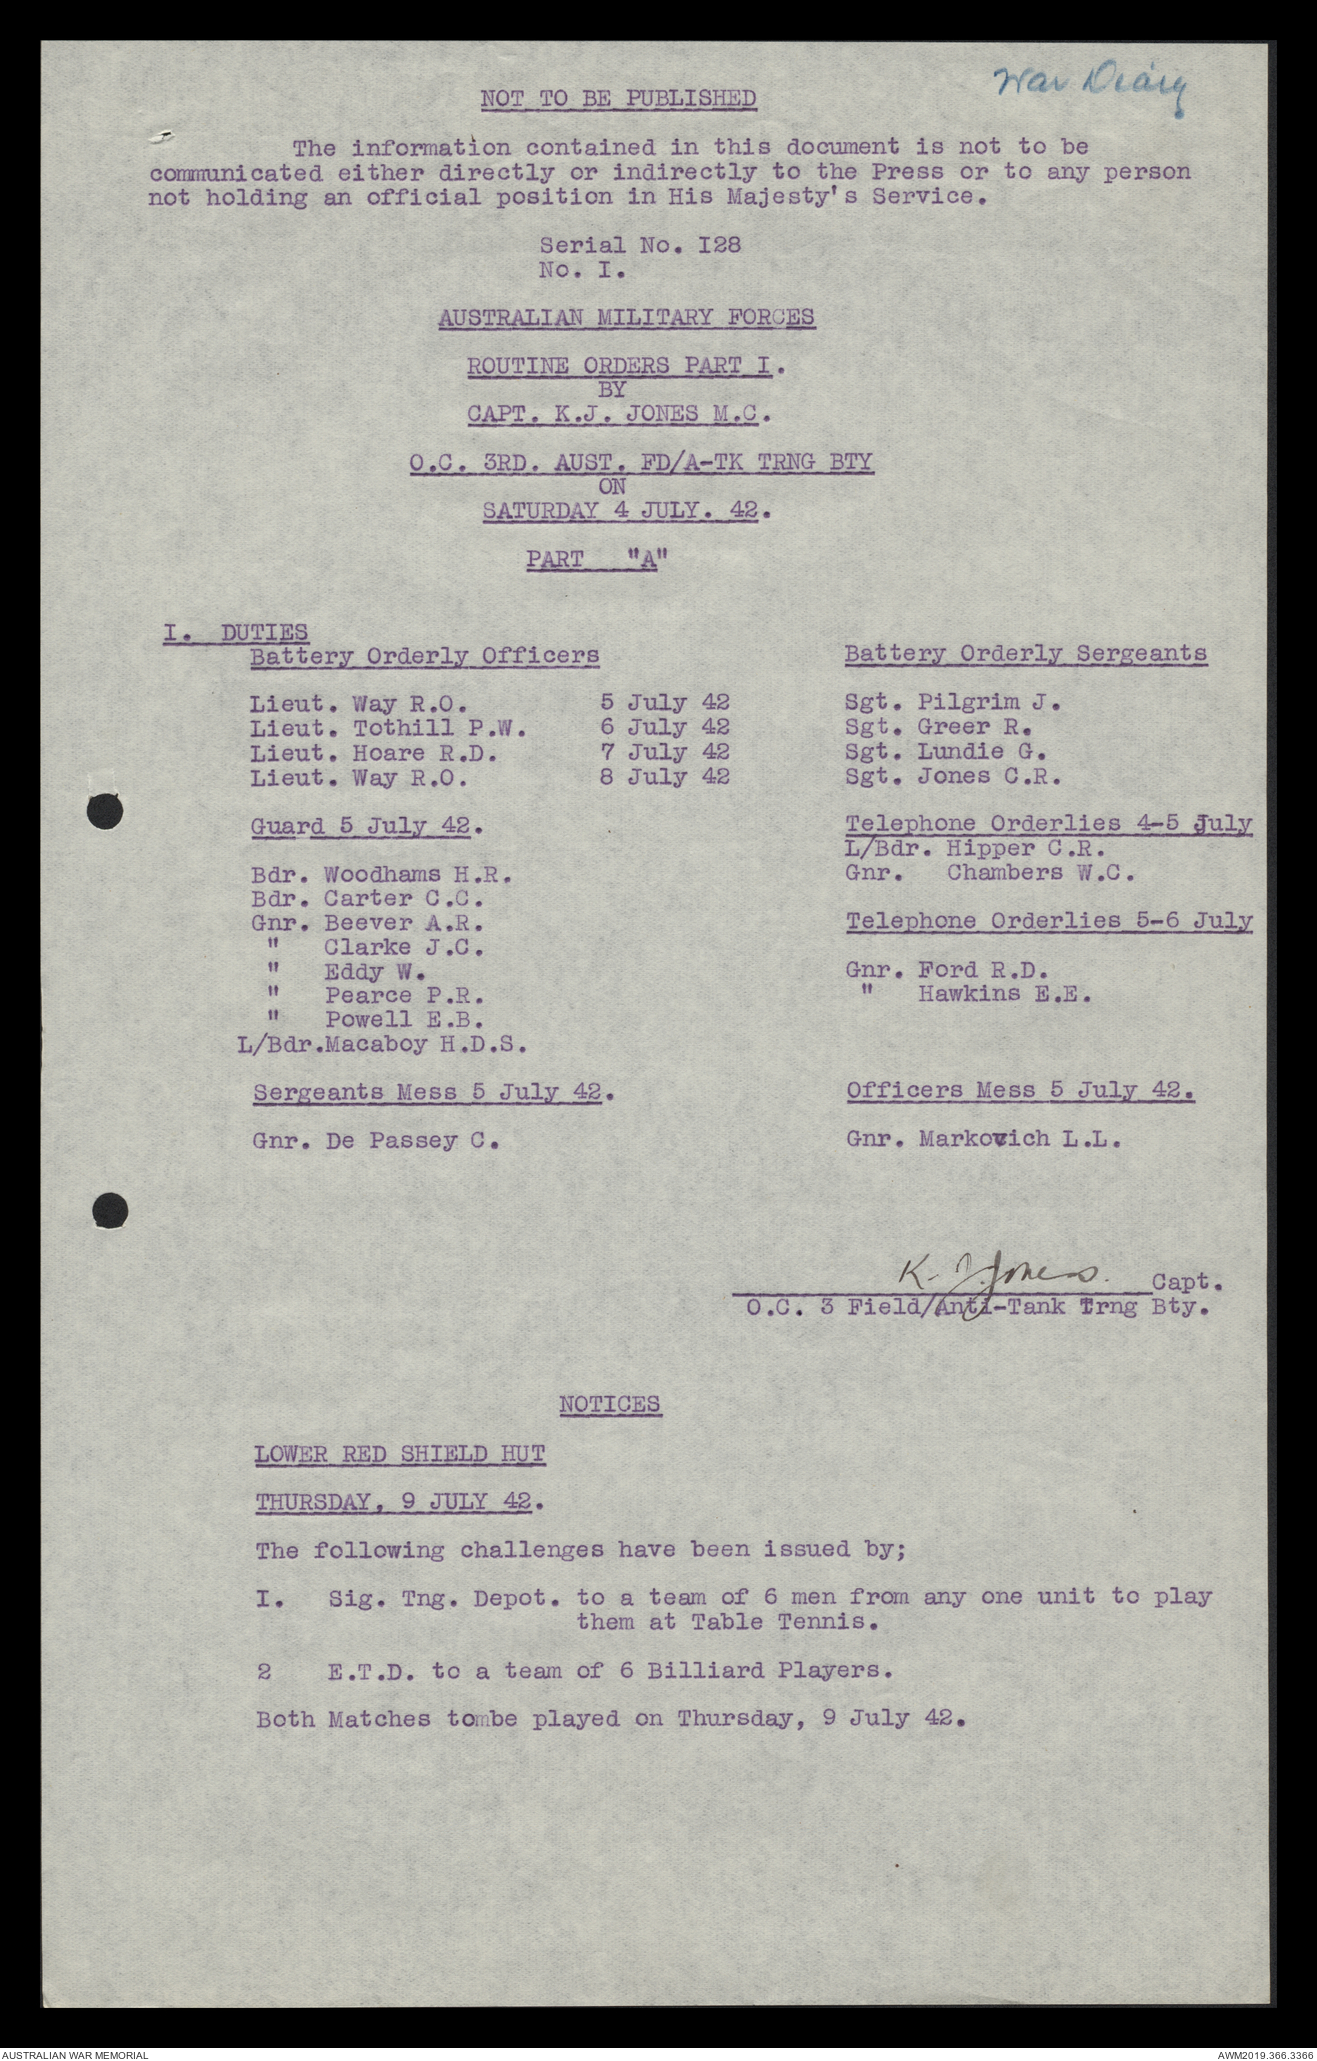 War Diary
NOT TO BE PUBLISHED
The information contained in this document is not to be
communicated either directly or indirectly to the Press or to any person
not holding an official position in His Majesty's Service.
Serial No. I28
No. I.
AUSTRALIAN MILITARY FORCES
ROUTINE ORDERS PART I.
BY
CAPT. K.J. JONES M.C.
O.C. 3RD. AUST. FD/A-TK TRNG BTY
ON
SATURDAY 4 JULY. 42.
PART "A"
I. DUTIES
Battery Orderly Officers Battery Orderly Sergeants
Lieut. Way R.O. 5 July 42 Sgt. Pilgrim J.
Lieut. Tothill P.W. 6 July 42 Sgt. Greer R.
Lieut. Hoare R.D. 7 July 42 Sgt. Lundie G.
Lieut. Way R.O. 8 July 42 Sgt. Jones C.R.
Guard 5 July 42.
Bdr. Woodhams H.R.
Bdr. Carter C.C.
Gnr. Beever A.R.
" Clarke J.C.
" Eddy W.
" Pearce P.R.
" Powell E.B.
L/Bdr.Macaboy H.D.S.
Telephone Orderlies 4-5 July
L/Bdr. Hipper C.R.
Gnr. Chambers W.C.
Telephone Orderlies 5-6 July
Gnr. Ford R.D.
" Hawkins E.E.
Sergeants Mess 5 July 42. Officers Mess 5 July 42.
Gnr. De Passey C. Gnr. Markovich L.L.
K. J. Jones. Capt.
O.C. 3 Field/Anti-Tank Trng Bty.
NOTICES
LOWER RED SHIELD HUT
THURSDAY, 9 JULY 42.
The following challenges have been issued by;
I. Sig. Tng. Depot. to a team of 6 men from any one unit to play
them at Table Tennis.
2 E.T.D. to a team of 6 Billiard Players.
Both Matches tombe played on Thursday, 9 July 42.
AUSTRALIAN WAR MEMORIAL AWM2019.366.3366